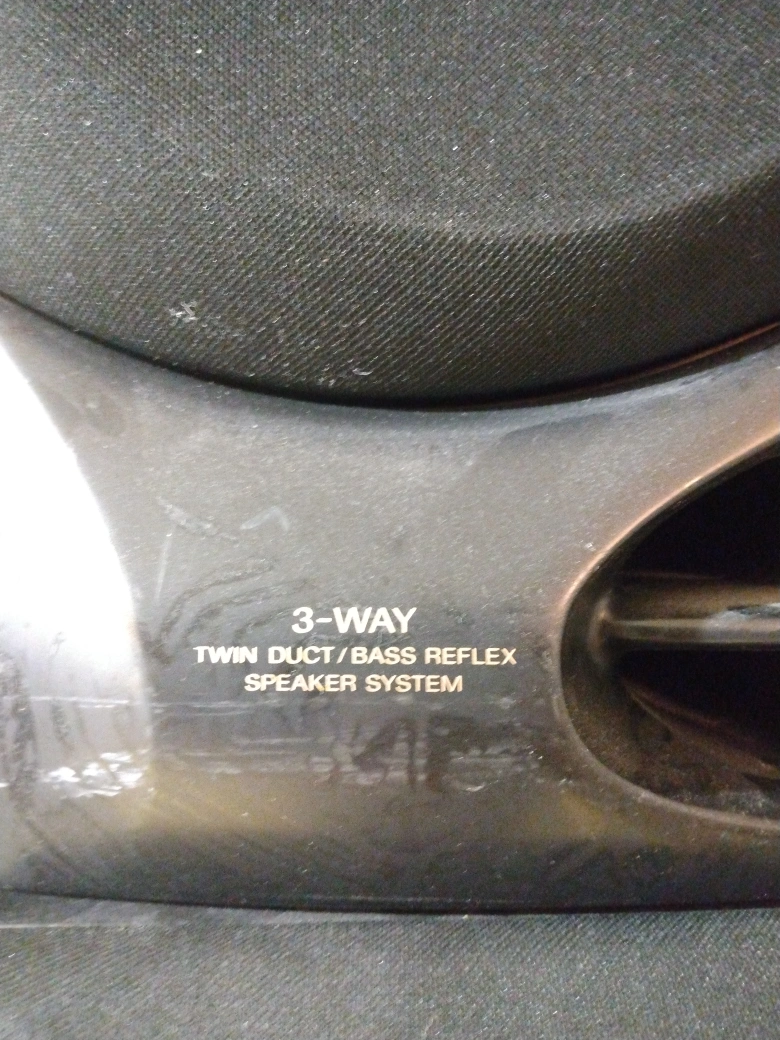 3-WAY
TWIN DUCT/BASS REFLEX
SPEAKER SYSTEM